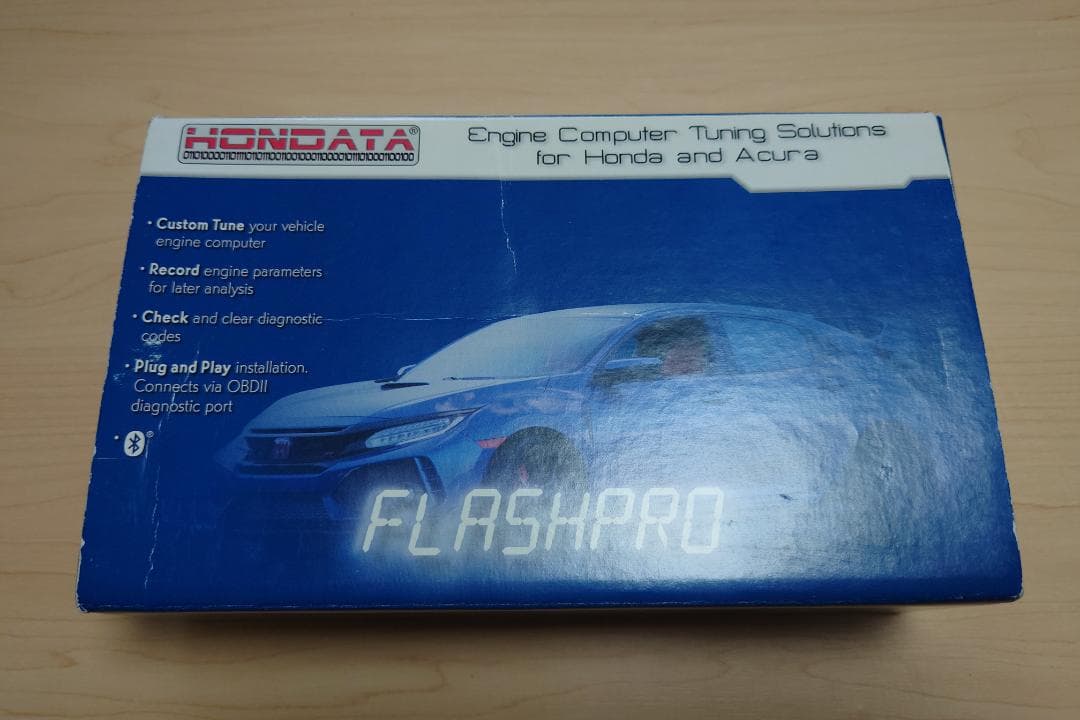 HONDATA®
Engine Computer Tuning Solutions
for Honda and Acura
• Custom Tune your vehicle
engine computer
• Record engine parameters
for later analysis
• Check and clear diagnostic
codes
• Plug and Play installation.
Connects via OBDII
diagnostic port
• ®
FLASHPRO